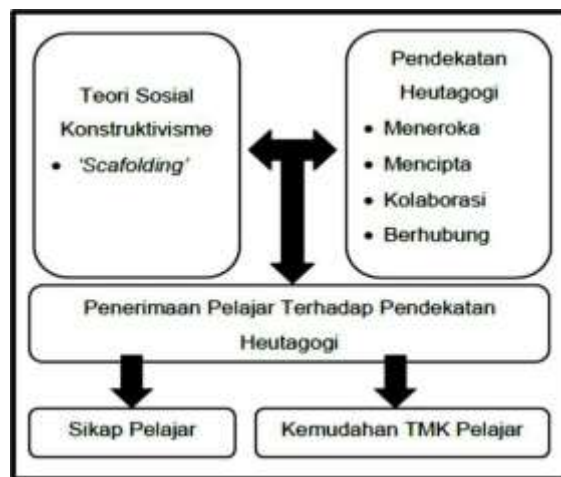 Teori Sosial
Konstruktivisme
• 'Scafolding'
Pendekatan
Heutagogi
• Meneroka
• Mencipta
• Kolaborasi
• Berhubung
Penerimaan Pelajar Terhadap Pendekatan
Heutagogi
Sikap Pelajar
Kemudahan TMK Pelajar